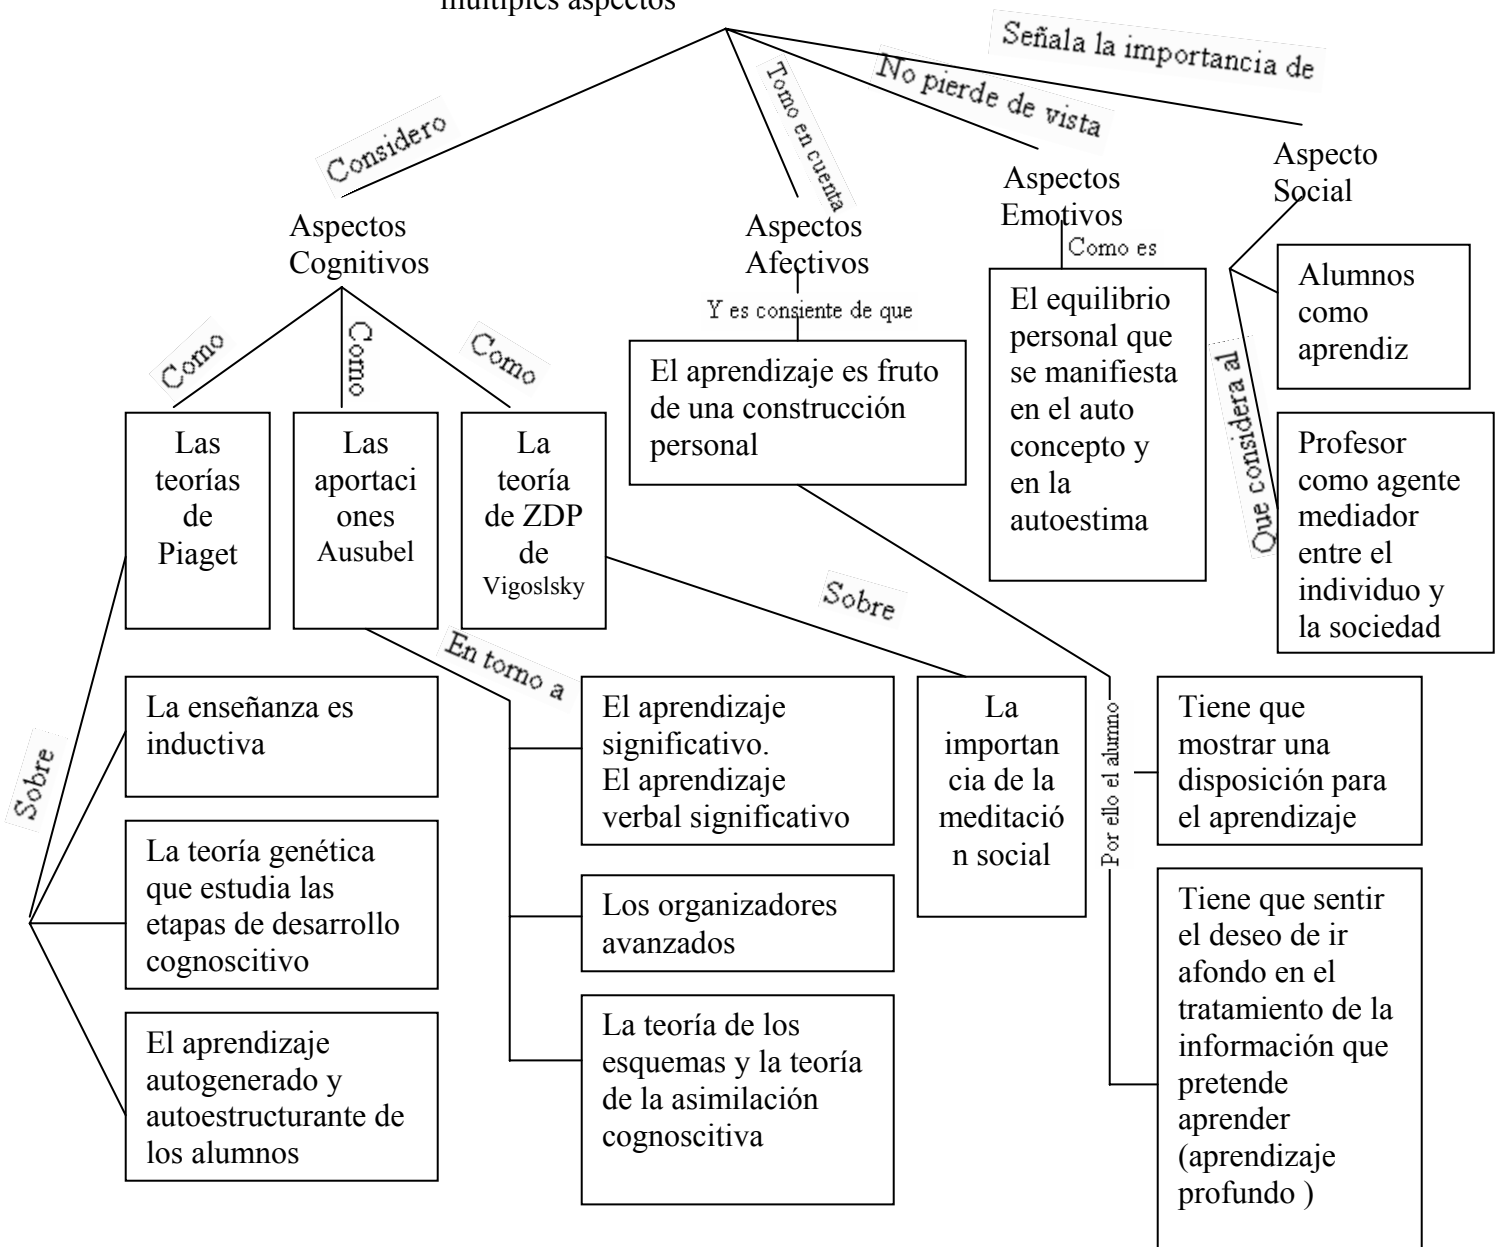 multiples aspectos
Señala la importancia de
No pierde de vista
Tomo en cuenta
Considero
Aspecto
Social
Aspectos
Emotivos
Aspectos
Afectivos
Aspectos
Cognitivos
Como es
Y es consiente de que
Como
Como
Como
Que considera al
Alumnos
como
aprendiz
El equilibrio
personal que
se manifiesta
en el auto
concepto y
en la
autoestima
El aprendizaje es fruto
de una construcción
personal
Las
teorías
de
Piaget
Las
aportaci
ones
Ausubel
La
teoría
de ZDP
de
Vigoslsky
Profesor
como agente
mediador
entre el
individuo y
la sociedad
Sobre
En torno a
Sobre
Por ello el alumno
La enseñanza es
inductiva
La teoría genética
que estudia las
etapas de desarrollo
cognoscitivo
El aprendizaje
autogenerado y
autoestructurante de
los alumnos
El aprendizaje
significativo.
El aprendizaje
verbal significativo
Los organizadores
avanzados
La teoría de los
esquemas y la teoría
de la asimilación
cognoscitiva
La
importan
cia de la
meditació
n social
Tiene que
mostrar una
disposición para
el aprendizaje
Tiene que sentir
el deseo de ir
afondo en el
tratamiento de la
información que
pretende
aprender
(aprendizaje
profundo )